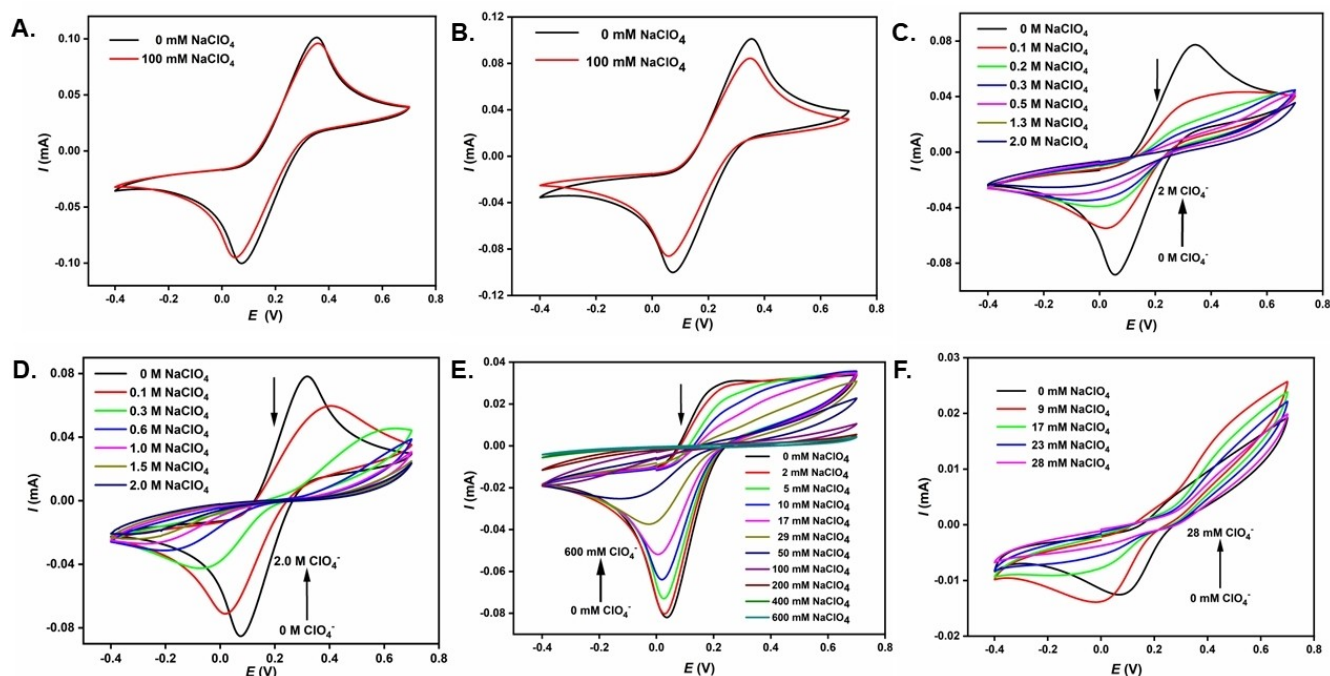 A.
0 mM NaClO4
100 mM NaClO4
0.10
0.05
0.00
-0.05
-0.10
I (mA)
-0.4 -0.2 0.0 0.2 0.4 0.6 0.8
E (V)
B.
0 mM NaClO4
100 mM NaClO4
0.12
0.08
0.04
0.00
-0.04
-0.08
-0.12
I (mA)
-0.4 -0.2 0.0 0.2 0.4 0.6 0.8
E (V)
C.
0 M NaClO4
0.1 M NaClO4
0.2 M NaClO4
0.3 M NaClO4
0.5 M NaClO4
1.3 M NaClO4
2.0 M NaClO4
2 M ClO4-
0 M ClO4-
0.08
0.04
0.00
-0.04
-0.08
I (mA)
-0.4 -0.2 0.0 0.2 0.4 0.6 0.8
E (V)
D.
0 M NaClO4
0.1 M NaClO4
0.3 M NaClO4
0.6 M NaClO4
1.0 M NaClO4
1.5 M NaClO4
2.0 M NaClO4
2.0 M ClO4-
0 M ClO4-
0.08
0.04
0.00
-0.04
-0.08
I (mA)
-0.4 -0.2 0.0 0.2 0.4 0.6 0.8
E (V)
E.
0 mM NaClO4
2 mM NaClO4
5 mM NaClO4
10 mM NaClO4
17 mM NaClO4
29 mM NaClO4
50 mM NaClO4
100 mM NaClO4
200 mM NaClO4
400 mM NaClO4
600 mM NaClO4
600 mM ClO4-
0 mM ClO4-
0.04
0.02
0.00
-0.02
-0.04
-0.06
-0.08
I (mA)
-0.4 -0.2 0.0 0.2 0.4 0.6 0.8
E (V)
F.
0 mM NaClO4
9 mM NaClO4
17 mM NaClO4
23 mM NaClO4
28 mM NaClO4
28 mM ClO4-
0 mM ClO4-
0.03
0.02
0.01
0.00
-0.01
-0.02
I (mA)
-0.4 -0.2 0.0 0.2 0.4 0.6 0.8
E (V)